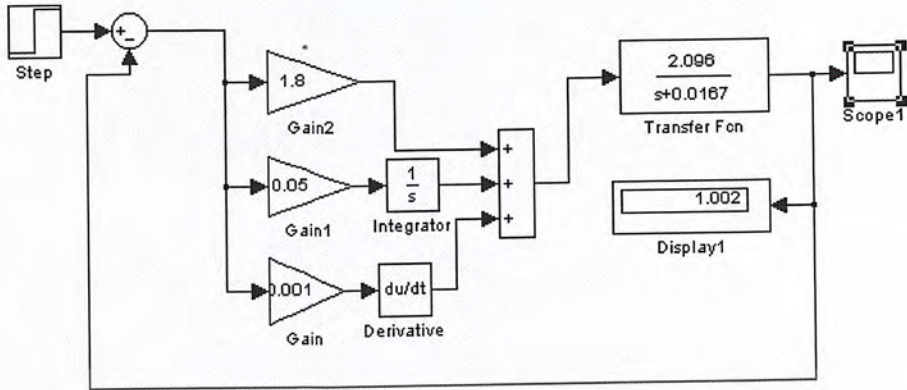 +
−
Step
1.8
Gain2
0.05
Gain1
1
s
Integrator
0.001
Gain
du/dt
Derivative
+
+
+
2.096
s+0.0167
Transfer Fcn
Scope1
1.002
Display1